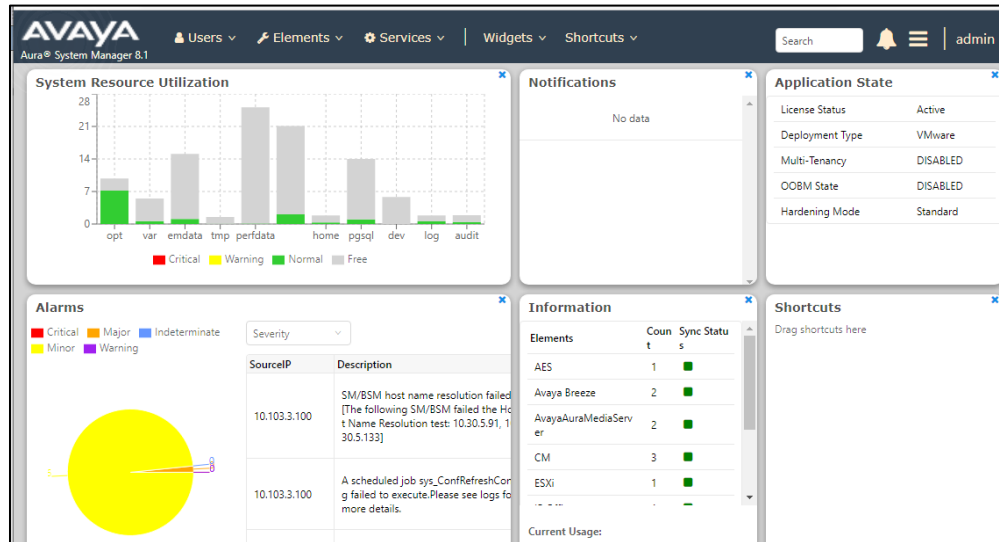 AVAYA
Aura® System Manager 8.1
Users
Elements
Services
Widgets
Shortcuts
Search
admin
System Resource Utilization
28
21
14
7
0
opt
var
emdata
tmp
perfdata
home
pgsql
dev
log
audit
Critical
Warning
Normal
Free
Notifications
No data
Application State
License Status Active
Deployment Type VMware
Multi-Tenancy DISABLED
OOBM State DISABLED
Hardening Mode Standard
Alarms
Critical
Major
Indeterminate
Minor
Warning
Severity
SourceIP Description
10.103.3.100
SM/BSM host name resolution failed
[The following SM/BSM failed the Ho
t Name Resolution test: 10.30.5.91, 1
30.5.133]
10.103.3.100
A scheduled job sys_ConfRefreshCon
g failed to execute.Please see logs fo
more details.
Information
Elements
Coun
t
Sync Statu
s
AES 1
Avaya Breeze 2
AvayaAuraMediaServ
er
2
CM 3
ESXi 1
Current Usage:
Shortcuts
Drag shortcuts here